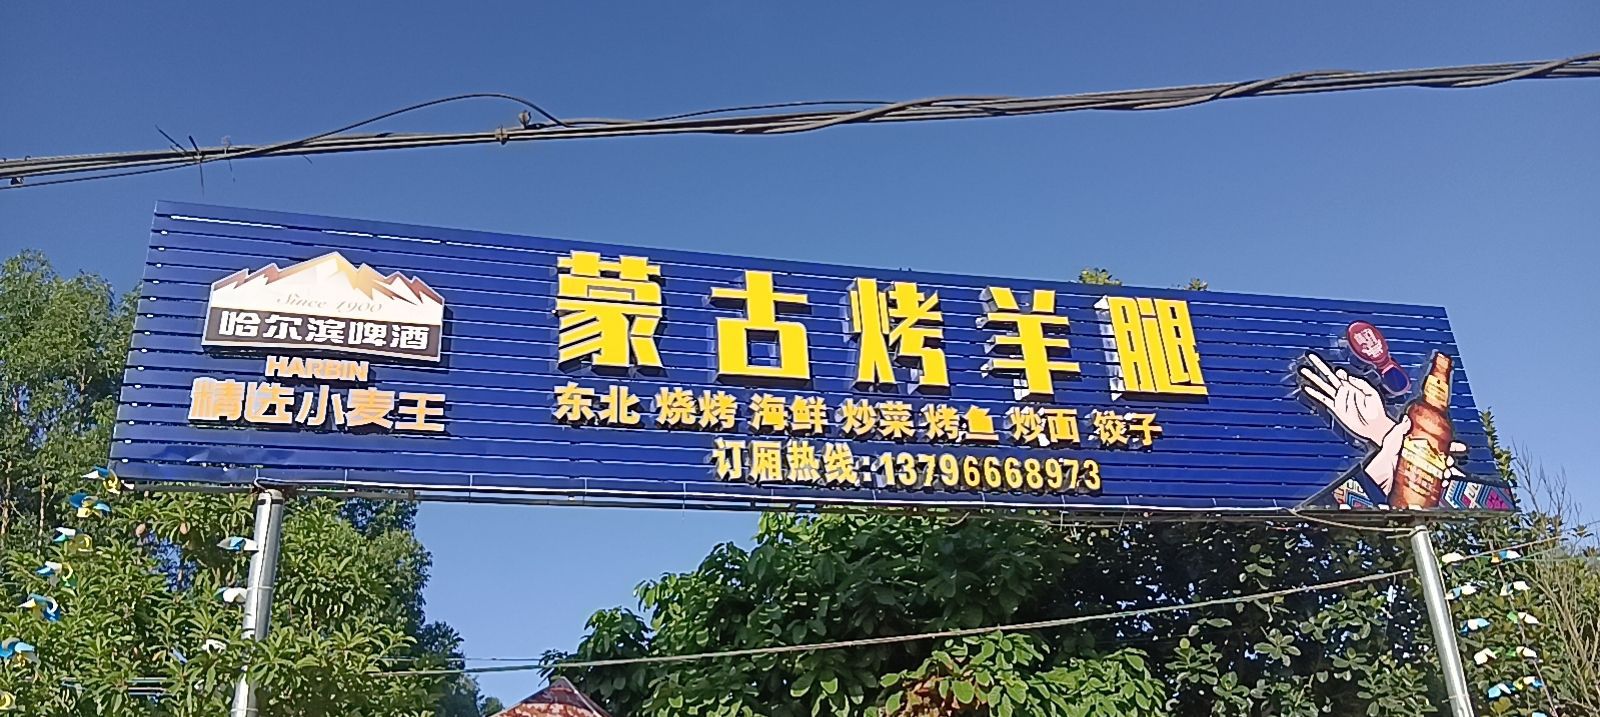 Since 1900
哈尔滨啤酒
HARBIN
精选小麦王
蒙古烤羊腿
东北 烧烤 海鲜 炒菜 烤鱼 炒面 饺子
订厢热线:13796668973